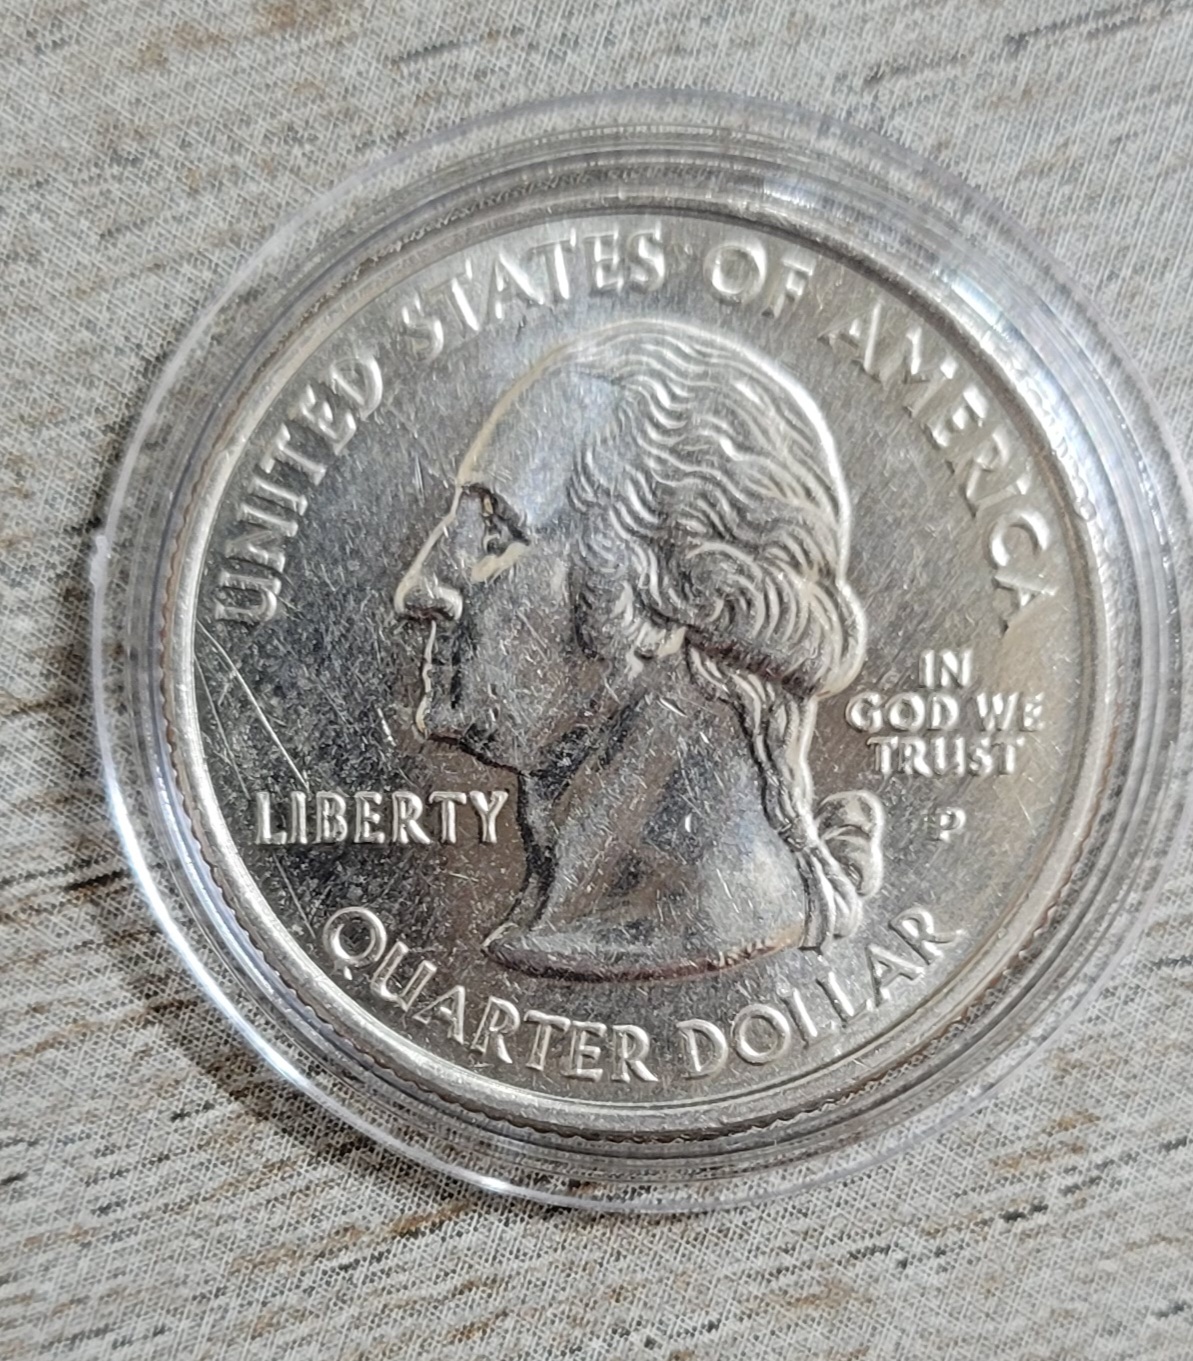 UNITED STATES OF AMERICA
LIBERTY
IN
GOD WE
TRUST
P
QUARTER DOLLAR